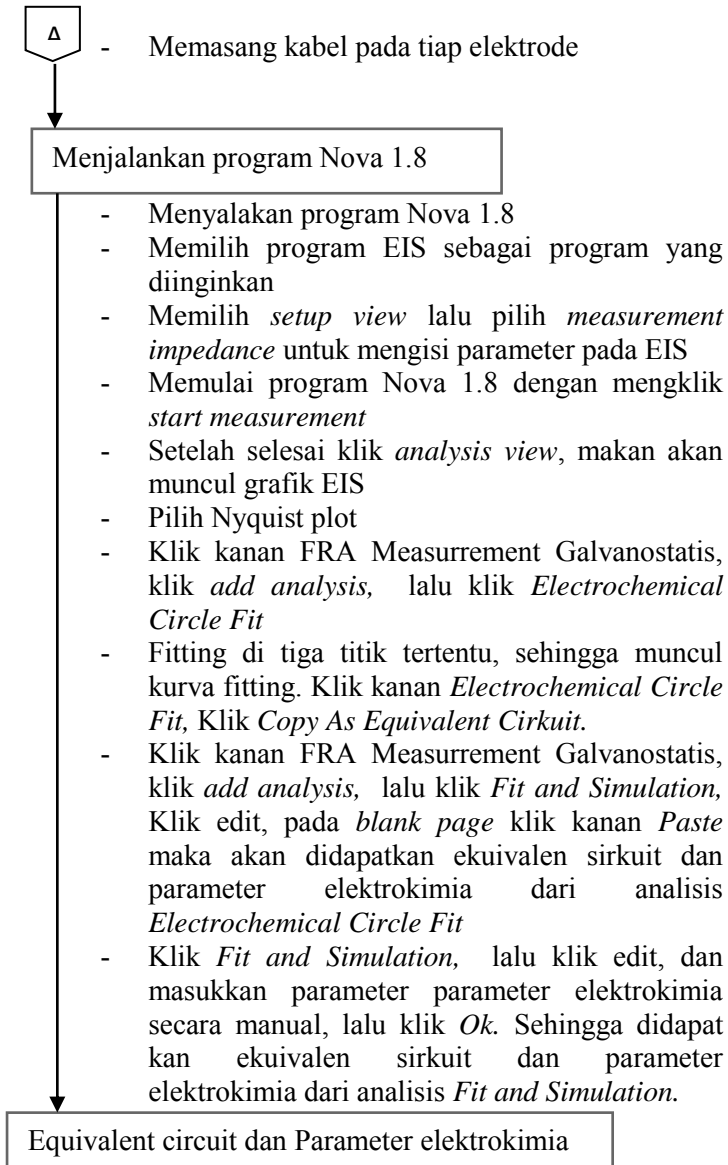 Δ
- Memasang kabel pada tiap elektrode
Menjalankan program Nova 1.8
- Menyalakan program Nova 1.8
- Memilih program EIS sebagai program yang
diinginkan
- Memilih setup view lalu pilih measurement
impedance untuk mengisi parameter pada EIS
- Memulai program Nova 1.8 dengan mengklik
start measurement
- Setelah selesai klik analysis view, makan akan
muncul grafik EIS
- Pilih Nyquist plot
- Klik kanan FRA Measurrement Galvanostatis,
klik add analysis, lalu klik Electrochemical
Circle Fit
- Fitting di tiga titik tertentu, sehingga muncul
kurva fitting. Klik kanan Electrochemical Circle
Fit, Klik Copy As Equivalent Cirkuit.
- Klik kanan FRA Measurrement Galvanostatis,
klik add analysis, lalu klik Fit and Simulation,
Klik edit, pada blank page klik kanan Paste
maka akan didapatkan ekuivalen sirkuit dan
parameter elektrokimia dari analisis
Electrochemical Circle Fit
- Klik Fit and Simulation, lalu klik edit, dan
masukkan parameter parameter elektrokimia
secara manual, lalu klik Ok. Sehingga didapat
kan ekuivalen sirkuit dan parameter
elektrokimia dari analisis Fit and Simulation.
Equivalent circuit dan Parameter elektrokimia